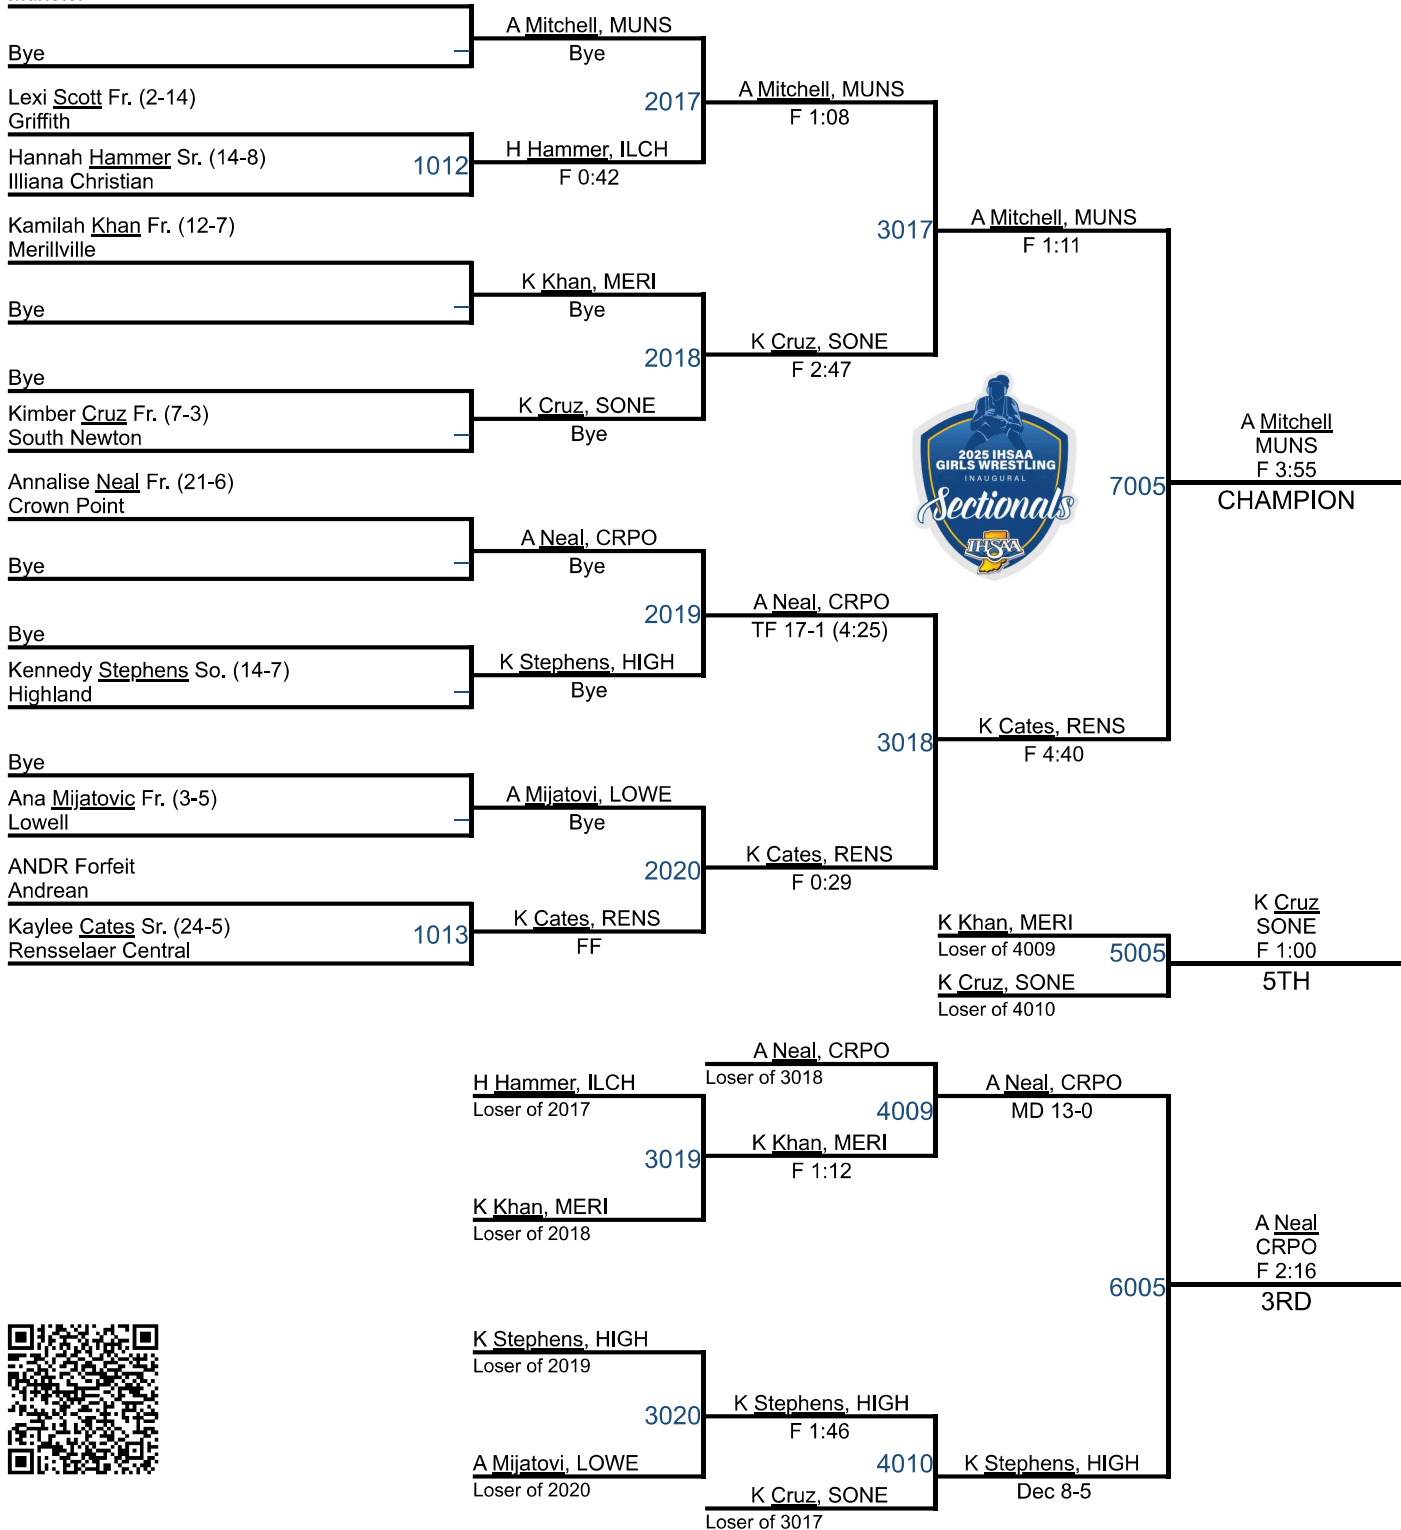 Bye
Lexi Scott Fr. (2-14)
Griffith
Hannah Hammer Sr. (14-8)
Illiana Christian
1012
Kamilah Khan Fr. (12-7)
Merillville
Bye
Bye
Kimber Cruz Fr. (7-3)
South Newton
Annalise Neal Fr. (21-6)
Crown Point
Bye
Bye
Kennedy Stephens So. (14-7)
Highland
Bye
Ana Mijatovic Fr. (3-5)
Lowell
ANDR Forfeit
Andrean
Kaylee Cates Sr. (24-5)
Rensselaer Central
1013
A Mitchell, MUNS
Bye
2017
H Hammer, ILCH
F 0:42
K Khan, MERI
Bye
2018
K Cruz, SONE
Bye
A Neal, CRPO
Bye
2019
K Stephens, HIGH
Bye
A Mijatovi, LOWE
Bye
2020
K Cates, RENS
FF
A Mitchell, MUNS
F 1:08
3017
K Cruz, SONE
F 2:47
A Neal, CRPO
TF 17-1 (4:25)
3018
K Cates, RENS
F 0:29
A Mitchell, MUNS
F 1:11
2025 IHSAA
GIRLS WRESTLING
INAUGURAL
Sectionals
IHSAA
7005
K Cates, RENS
F 4:40
A Mitchell
MUNS
F 3:55
CHAMPION
K Khan, MERI
Loser of 4009
5005
K Cruz, SONE
Loser of 4010
K Cruz
SONE
F 1:00
5TH
H Hammer, ILCH
Loser of 2017
3019
K Khan, MERI
Loser of 2018
A Neal, CRPO
Loser of 3018
4009
K Khan, MERI
F 1:12
A Neal, CRPO
MD 13-0
6005
A Neal
CRPO
F 2:16
3RD
K Stephens, HIGH
Loser of 2019
3020
A Mijatovi, LOWE
Loser of 2020
K Stephens, HIGH
F 1:46
4010
K Cruz, SONE
Loser of 3017
K Stephens, HIGH
Dec 8-5